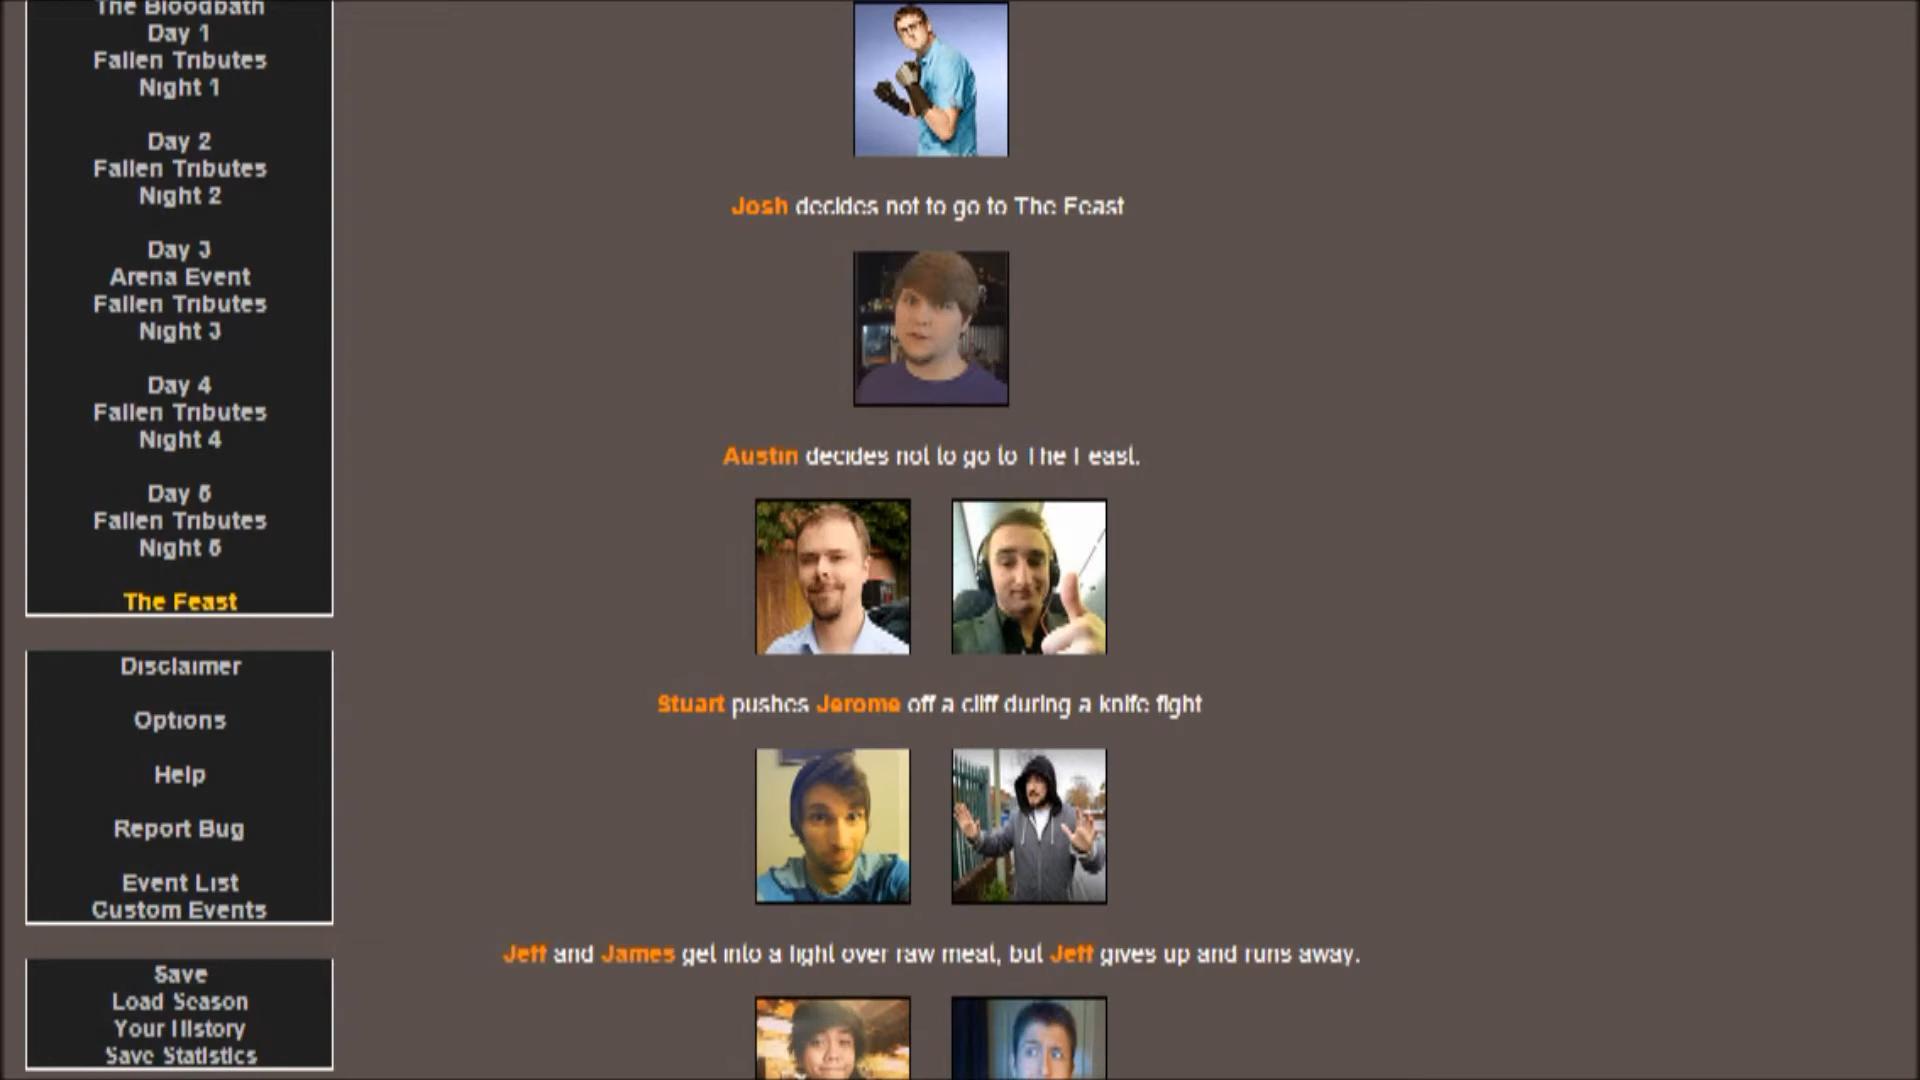 The Bloodbath
Day 1
Fallen Tributes
Night 1
Day 2
Fallen Tributes
Night 2
Day 3
Arena Event
Fallen Tributes
Night 3
Day 4
Fallen Tributes
Night 4
Day 5
Fallen Tributes
Night 5
The Feast
Disclaimer
Options
Help
Report Bug
Event List
Custom Events
Save
Load Season
Your History
Save Statistics
Josh decides not to go to The Feast
Austin decides not to go to The Feast.
Stuart pushes Jerome off a cliff during a knife fight
Jeff and James get into a fight over raw meat, but Jeff gives up and runs away.